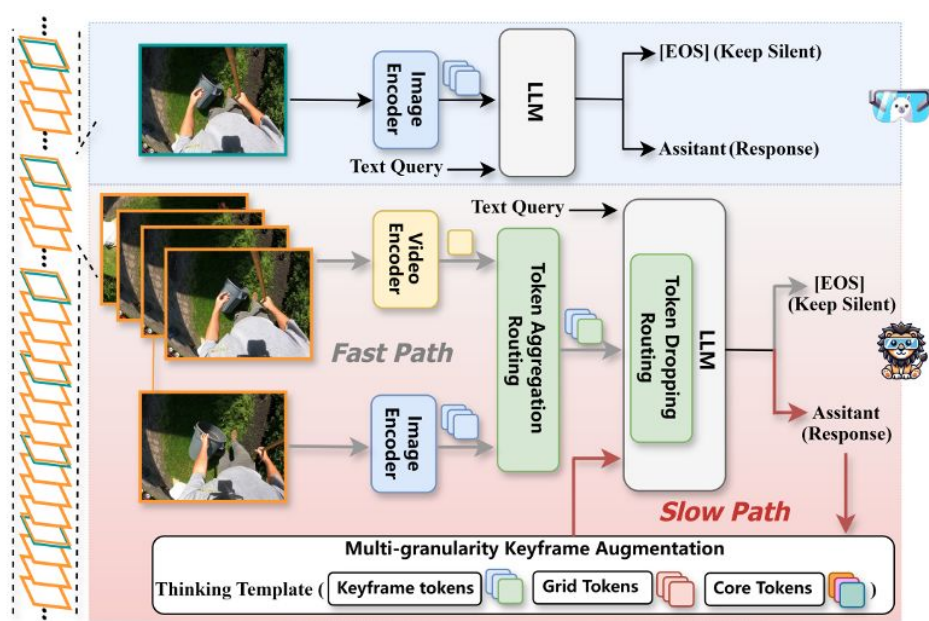 Image Encoder
LLM
[EOS] (Keep Silent)
Assitant (Response)
Text Query
Text Query
Video Encoder
Token Aggregation Routing
Token Dropping Routing
LLM
[EOS]
(Keep Silent)
Fast Path
Image Encoder
Assitant
(Response)
Slow Path
Multi-granularity Keyframe Augmentation
Thinking Template ( Keyframe tokens Grid Tokens Core Tokens )